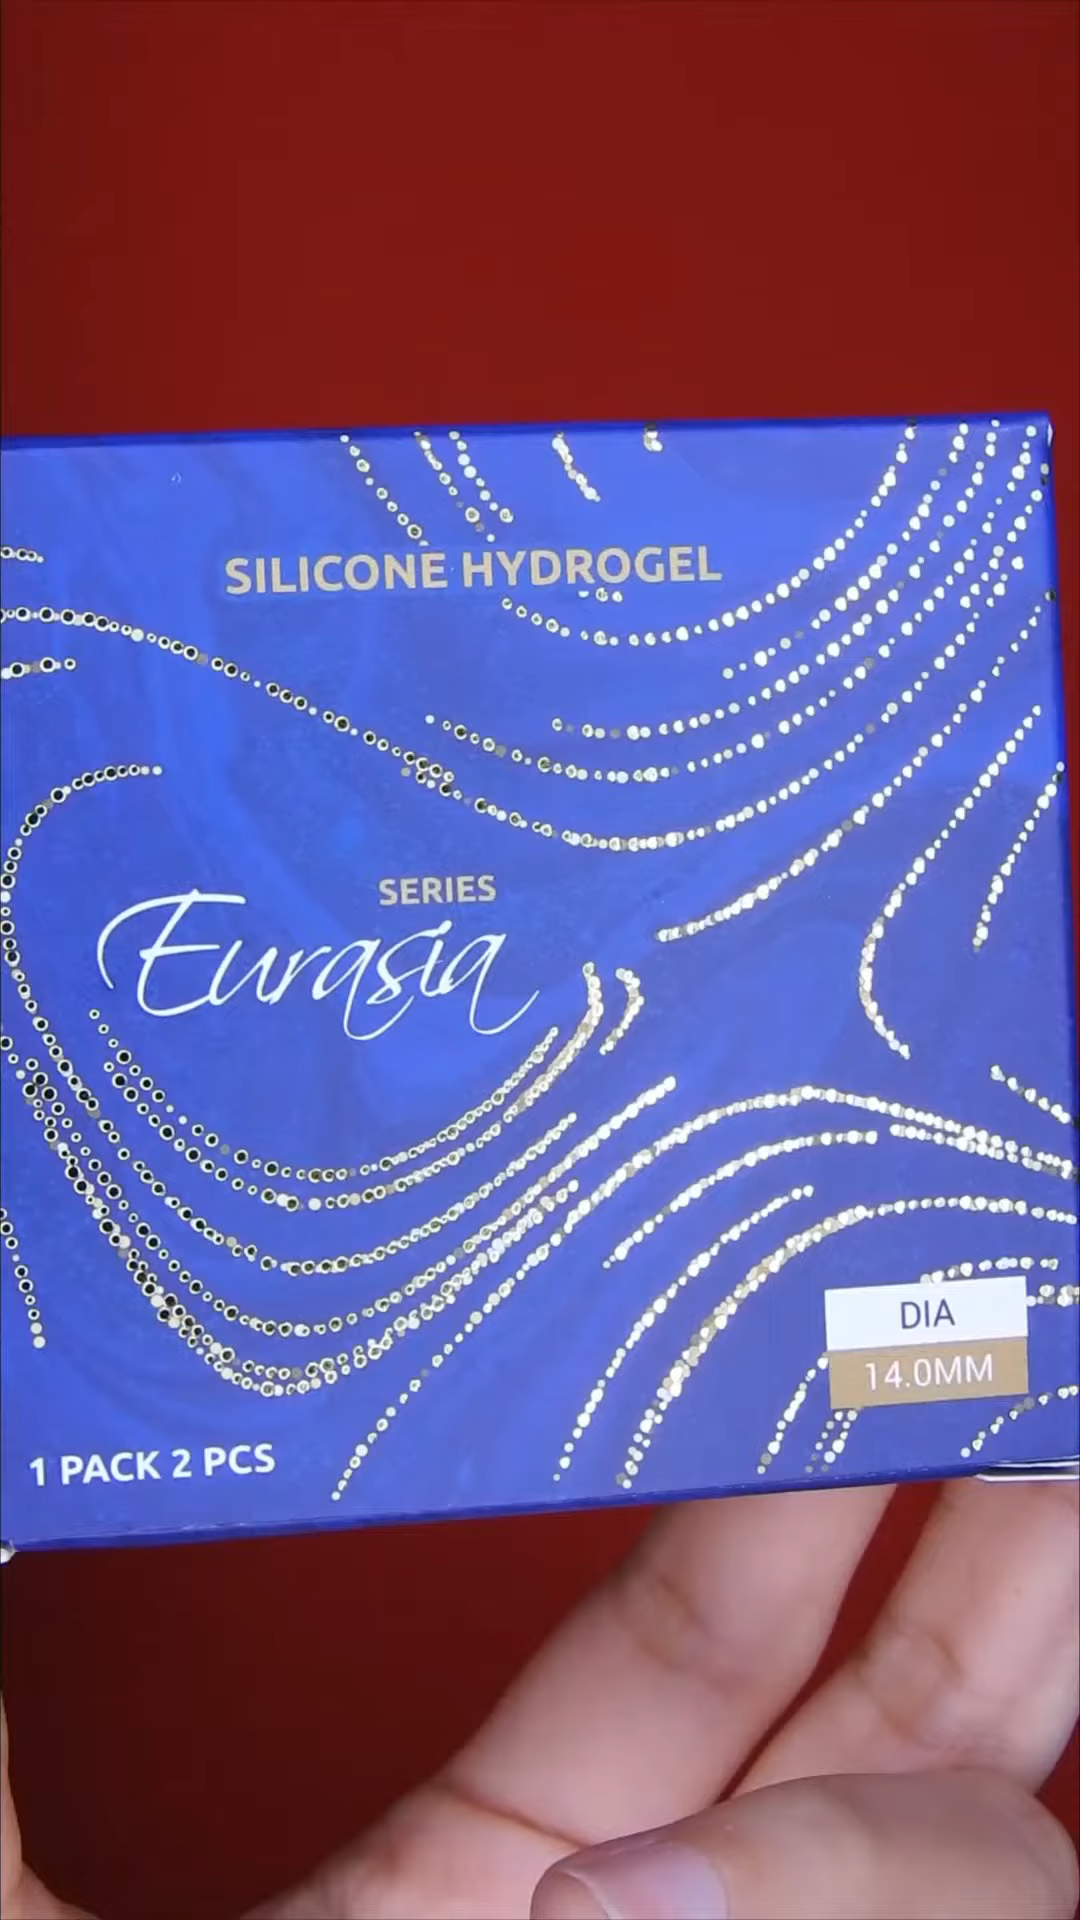 SILICONE HYDROGEL
SERIES
Eurasia
DIA
14.0MM
1 PACK 2 PCS